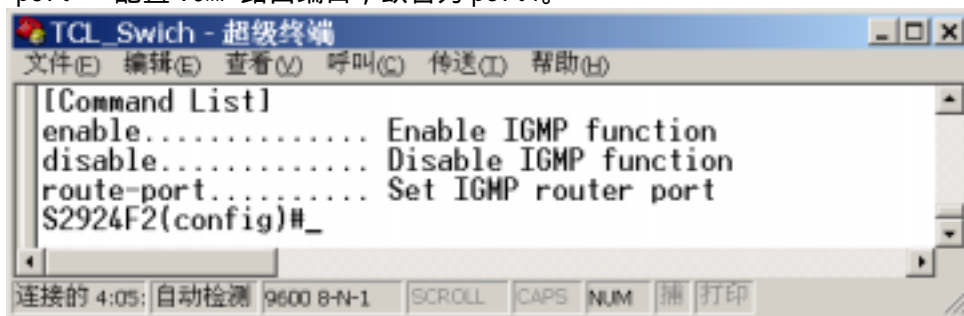 TCL_Swich - 超级终端
文件(F) 编辑(E) 查看(V) 呼叫(C) 传送(T) 帮助(H)
[Command List]
enable.............. Enable IGMP function
disable............. Disable IGMP function
route-port.......... Set IGMP router port
S2924F2(config)#_
连接的 4:05: 自动检测 9600 8-N-1 SCROLL CAPS NUM 捕 打印